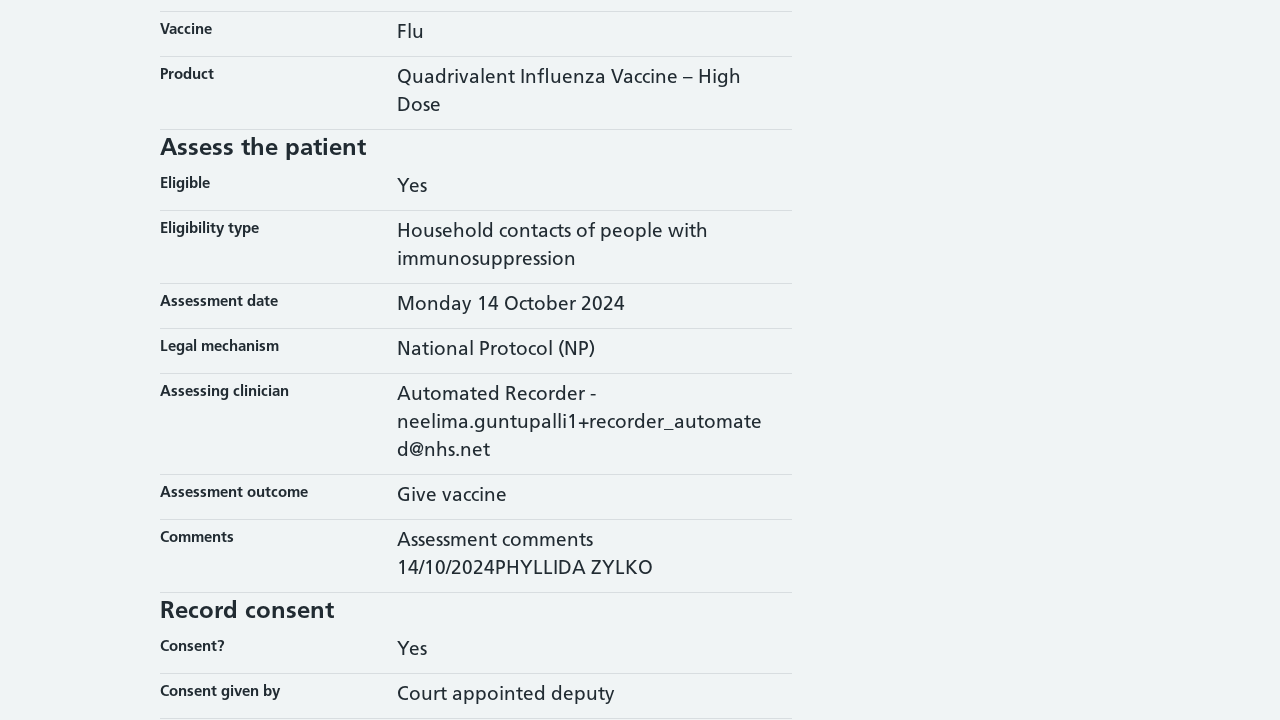 Vaccine
Flu
Product
Quadrivalent Influenza Vaccine – High
Dose
Assess the patient
Eligible
Yes
Eligibility type
Household contacts of people with
immunosuppression
Assessment date
Monday 14 October 2024
Legal mechanism
National Protocol (NP)
Assessing clinician
Automated Recorder -
neelima.guntupalli1+recorder_automate
d@nhs.net
Assessment outcome
Give vaccine
Comments
Assessment comments
14/10/2024PHYLLIDA ZYLKO
Record consent
Consent?
Yes
Consent given by
Court appointed deputy